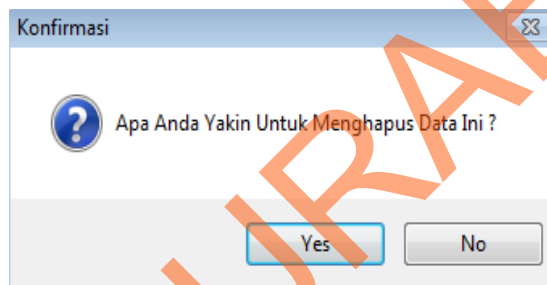 Konfirmasi
Apa Anda Yakin Untuk Menghapus Data Ini ?
Yes
No